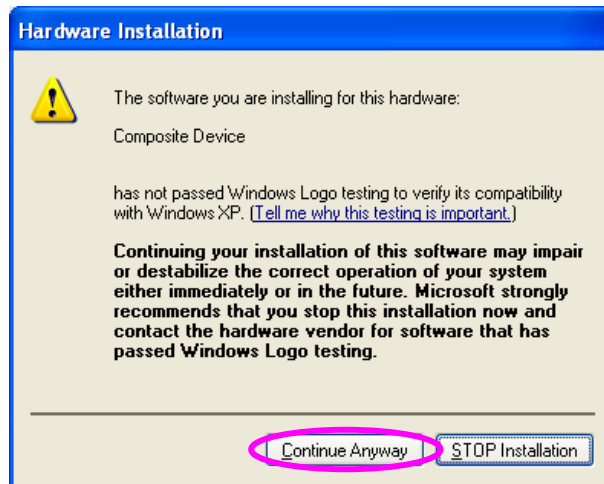 Hardware Installation
The software you are installing for this hardware:
Composite Device
has not passed Windows Logo testing to verify its compatibility
with Windows XP. (Tell me why this testing is important.)
Continuing your installation of this software may impair
or destabilize the correct operation of your system
either immediately or in the future. Microsoft strongly
recommends that you stop this installation now and
contact the hardware vendor for software that has
passed Windows Logo testing.
Continue Anyway STOP Installation